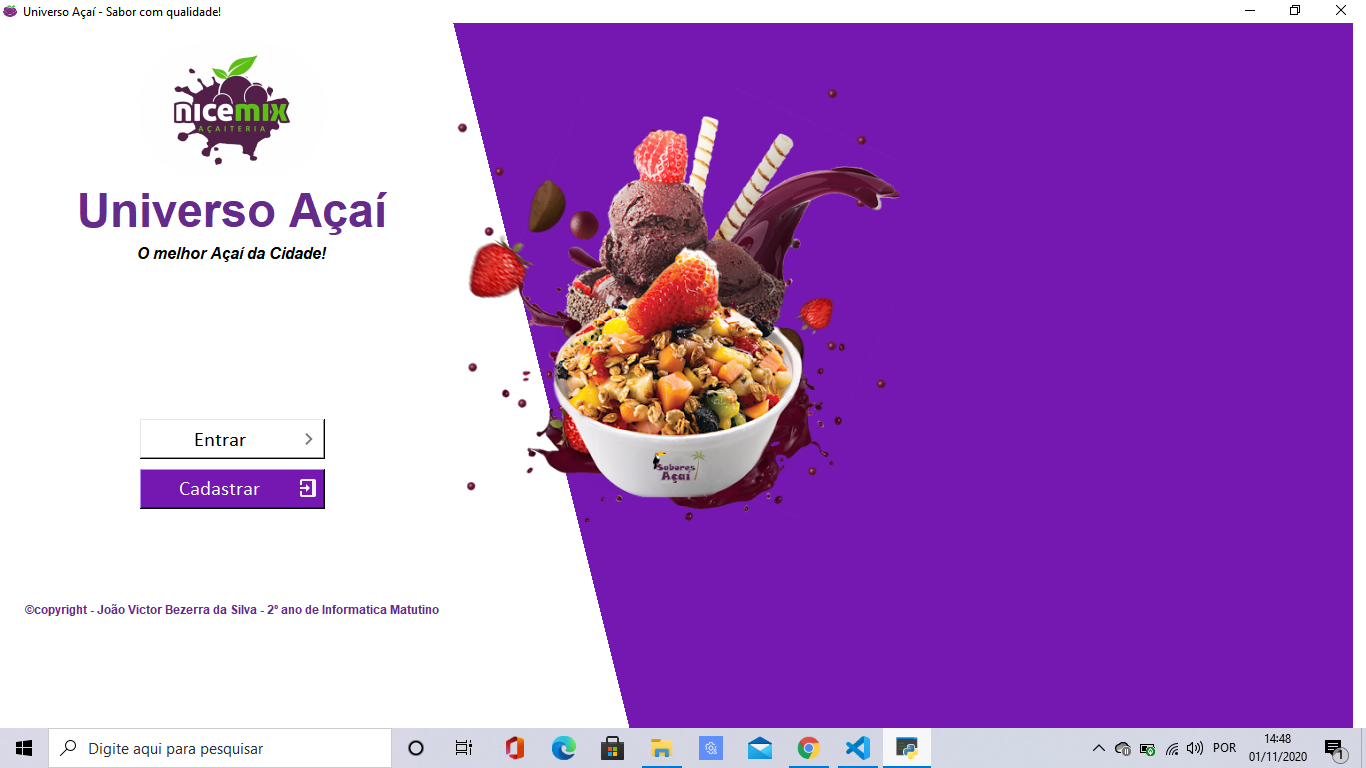 Universo Açaí - Sabor com qualidade!
nicemix
AÇAITERIA
Universo Açaí
O melhor Açaí da Cidade!
Sabores
Açaí
Entrar
Cadastrar
©copyright - João Victor Bezerra da Silva - 2º ano de Informatica Matutino
Digite aqui para pesquisar
POR
14:48
01/11/2020
1